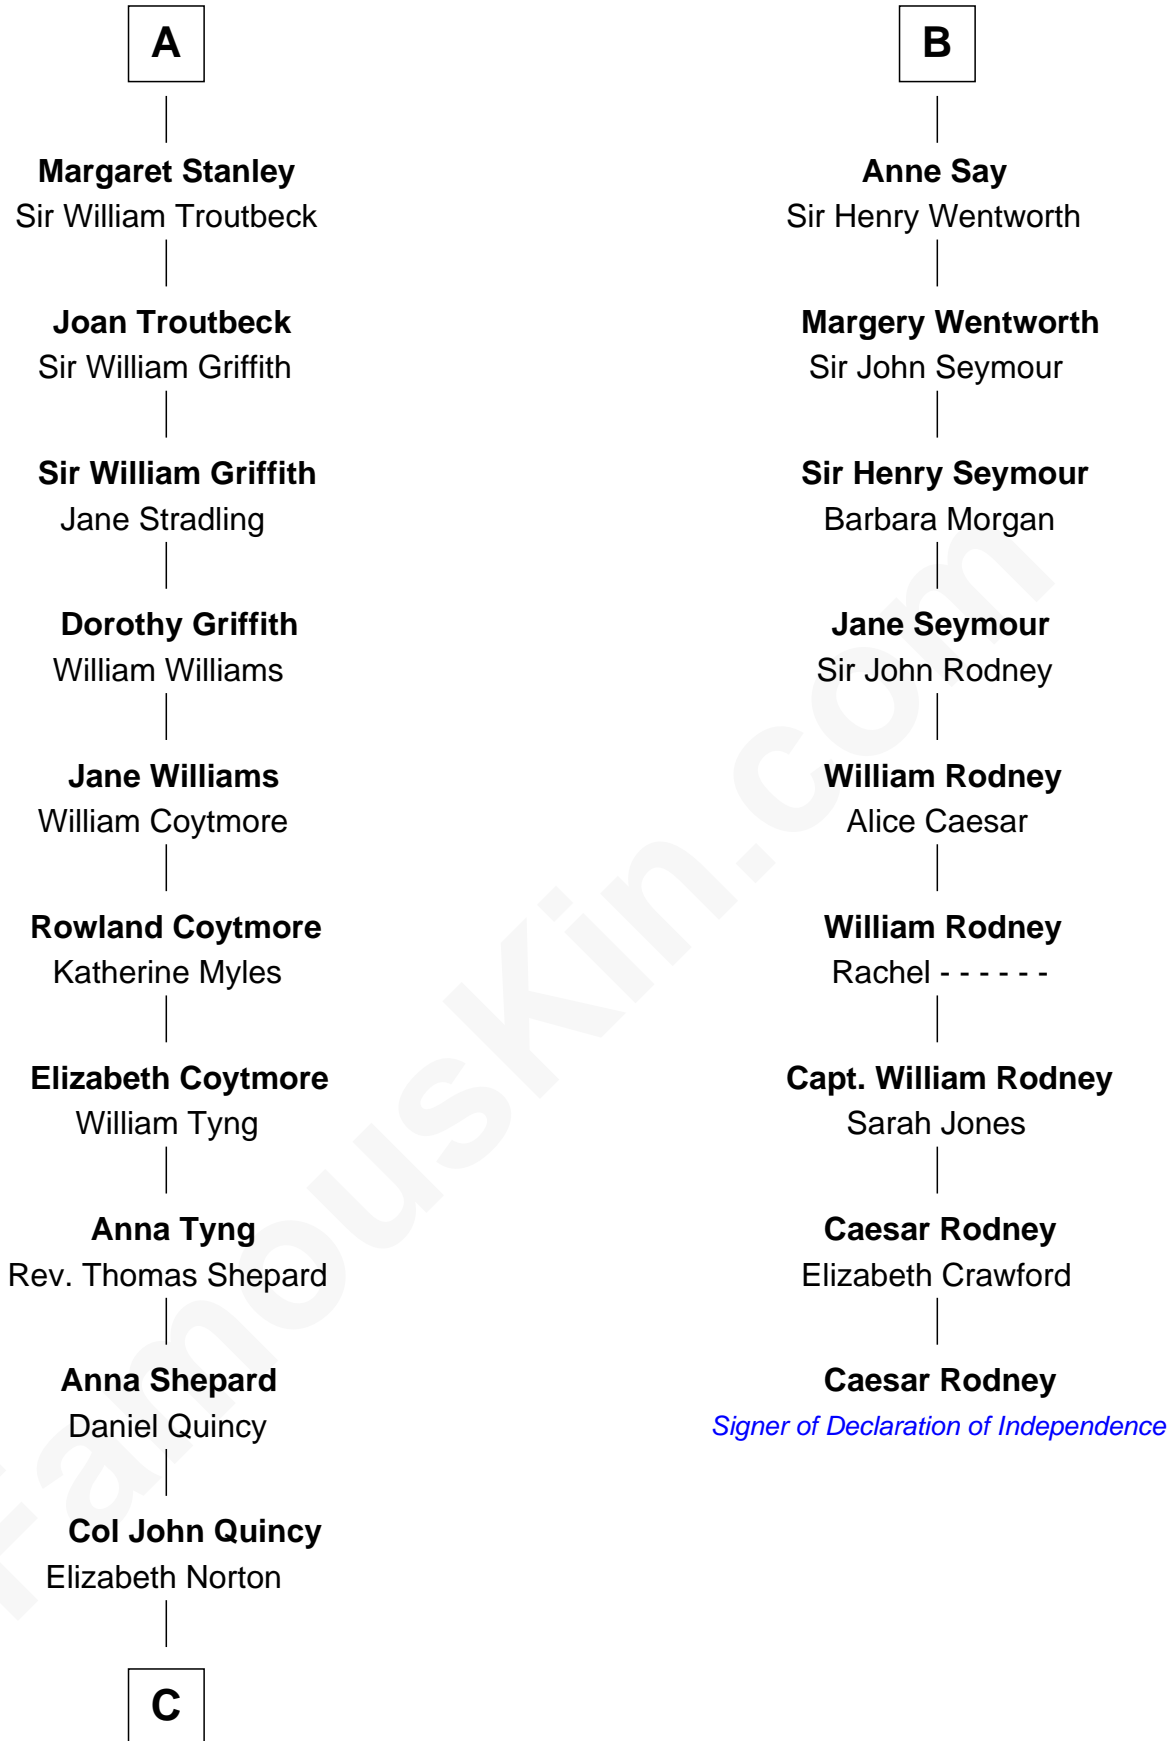 A
Margaret Stanley
Sir William Troutbeck
Joan Troutbeck
Sir William Griffith
Sir William Griffith
Jane Stradling
Dorothy Griffith
William Williams
Jane Williams
William Coytmore
Rowland Coytmore
Katherine Myles
Elizabeth Coytmore
William Tyng
Anna Tyng
Rev. Thomas Shepard
Anna Shepard
Daniel Quincy
Col John Quincy
Elizabeth Norton
C
B
Anne Say
Sir Henry Wentworth
Margery Wentworth
Sir John Seymour
Sir Henry Seymour
Barbara Morgan
Jane Seymour
Sir John Rodney
William Rodney
Alice Caesar
William Rodney
Rachel - - - - - -
Capt. William Rodney
Sarah Jones
Caesar Rodney
Elizabeth Crawford
Caesar Rodney
Signer of Declaration of Independence
FamousKin.com